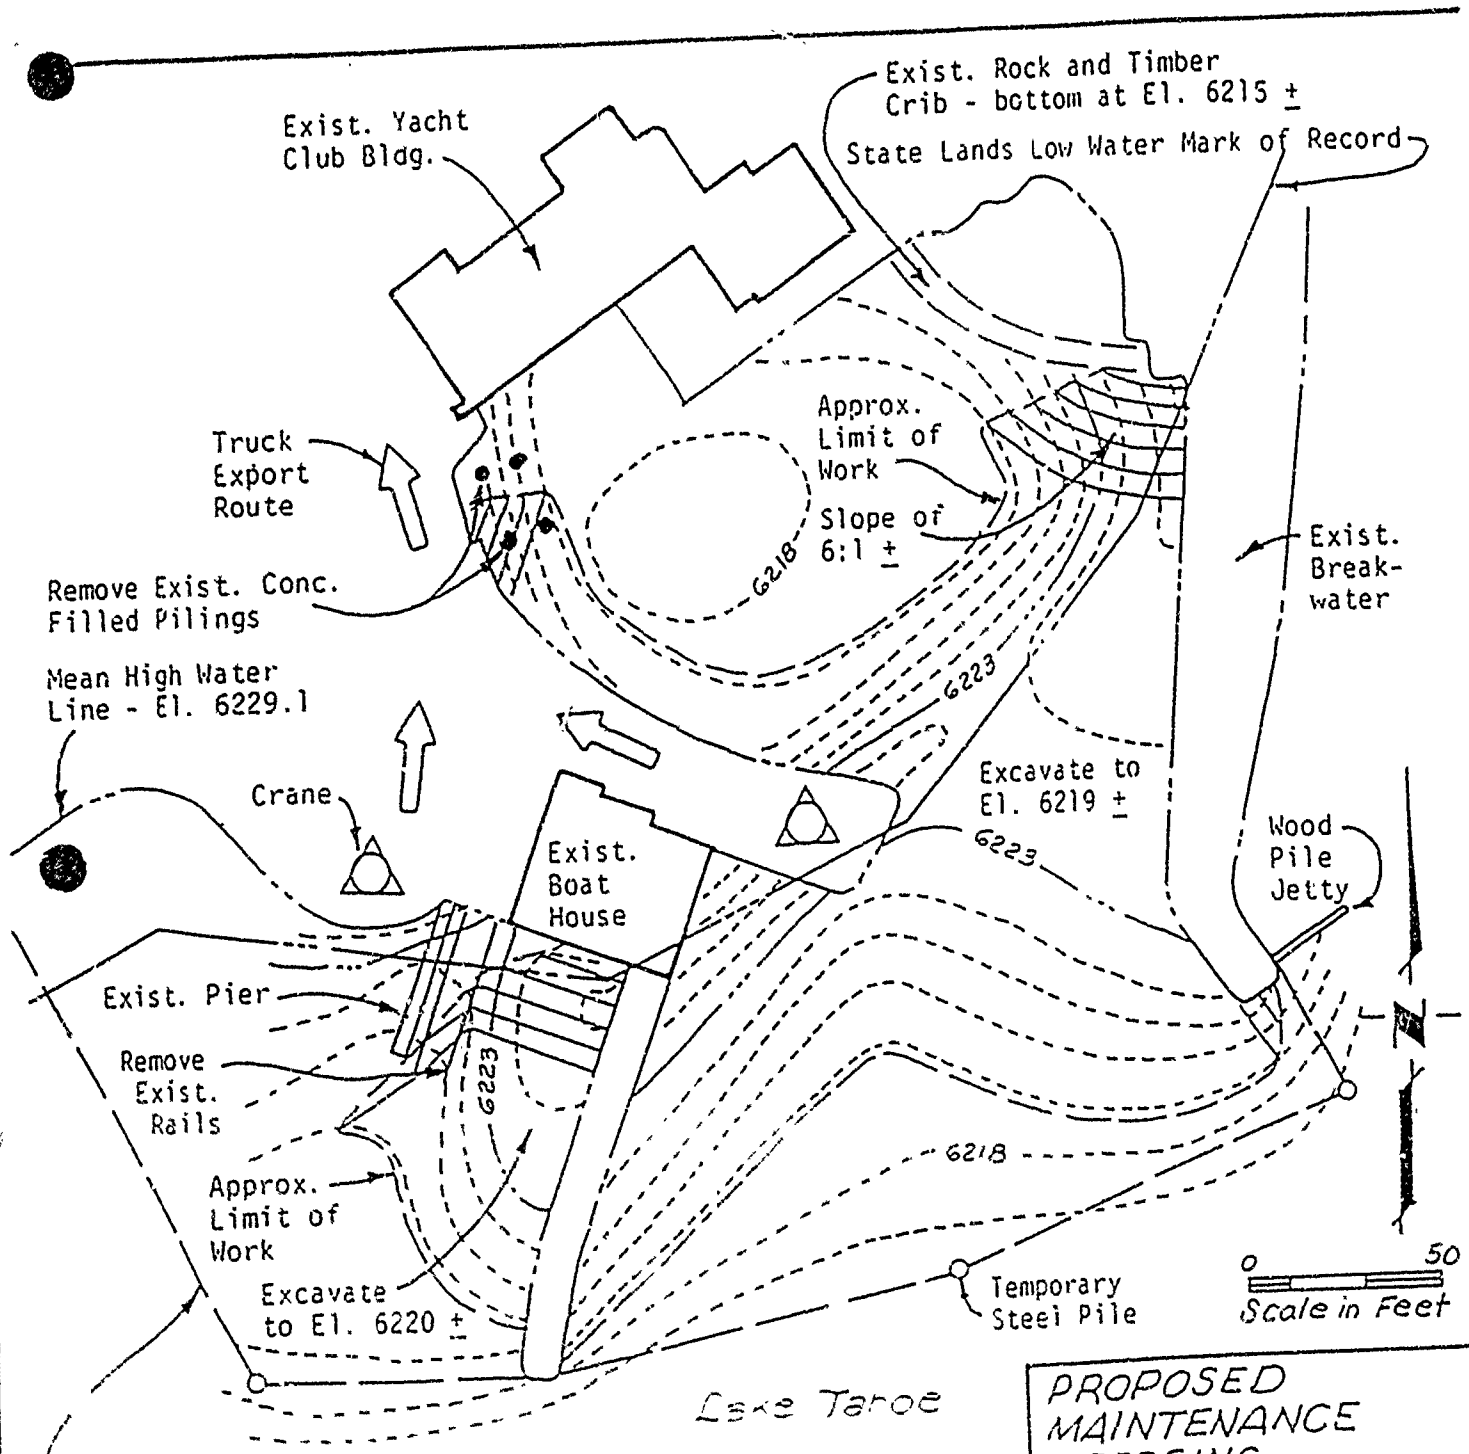 Exist. Rock and Timber
Crib - bottom at El. 6215 ±
State Lands Low Water Mark of Record
Exist. Yacht
Club Bldg.
Truck
Export
Route
Approx.
Limit of
Work
Slope of
6:1 ±
6218
Exist.
Break-
water
Remove Exist. Conc.
Filled Pilings
Mean High Water
Line - El. 6229.1
6223
Crane
Excavate to
El. 6219 ±
6223
Wood
Pile
Jetty
Exist.
Boat
House
Exist. Pier
Remove
Exist.
Rails
6223
6218
Approx.
Limit of
Work
Excavate
to El. 6220 ±
Temporary
Steel Pile
0 50
Scale in Feet
Lake Tahoe
PROPOSED
MAINTENANCE